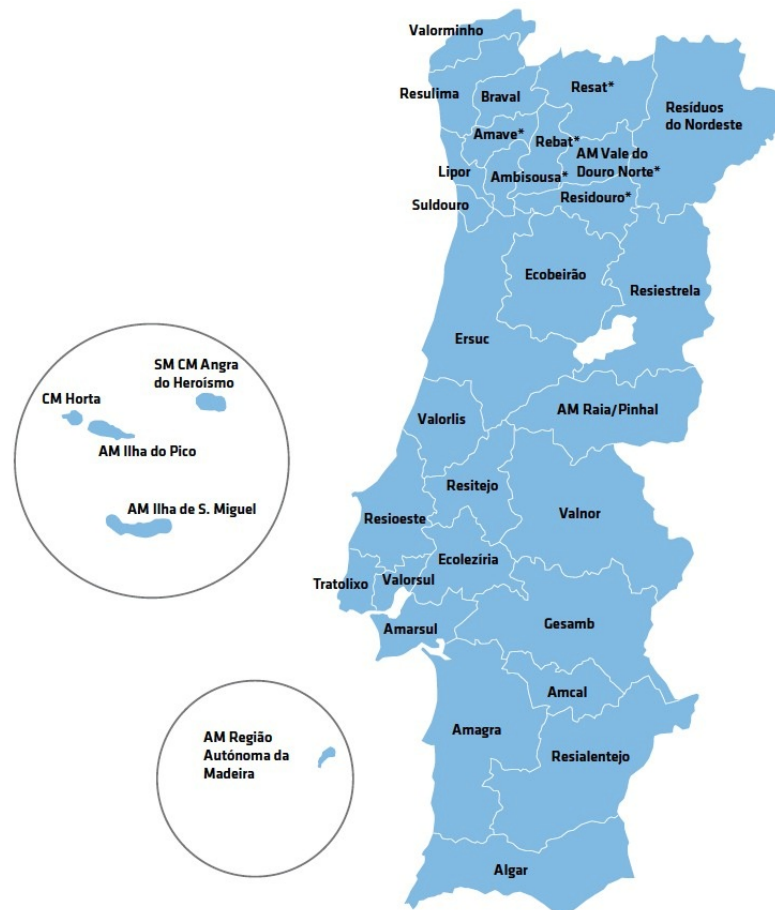 Valorminho
Resulima
Braval
Resat*
Resíduos
do Nordeste
Amave*
Rebat*
AM Vale do
Douro Norte*
Lipor
Ambisousa*
Suldouro
Residouro*
Ecobeirão
Resiestrela
Ersuc
SM CM Angra
do Heroísmo
CM Horta
AM Ilha do Pico
AM Ilha de S. Miguel
Valorlis
AM Raia/Pinhal
Resitejo
Valnor
Resioeste
Ecolezíria
Tratolixo
Valorsul
Amarsul
Gesamb
Amcal
Amagra
Resialentejo
AM Região
Autónoma da
Madeira
Algar